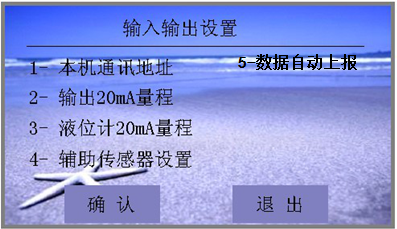 输入输出设置
1- 本机通讯地址
5-数据自动上报
2- 输出20mA量程
3- 液位计20mA量程
4- 辅助传感器设置
确 认
退 出